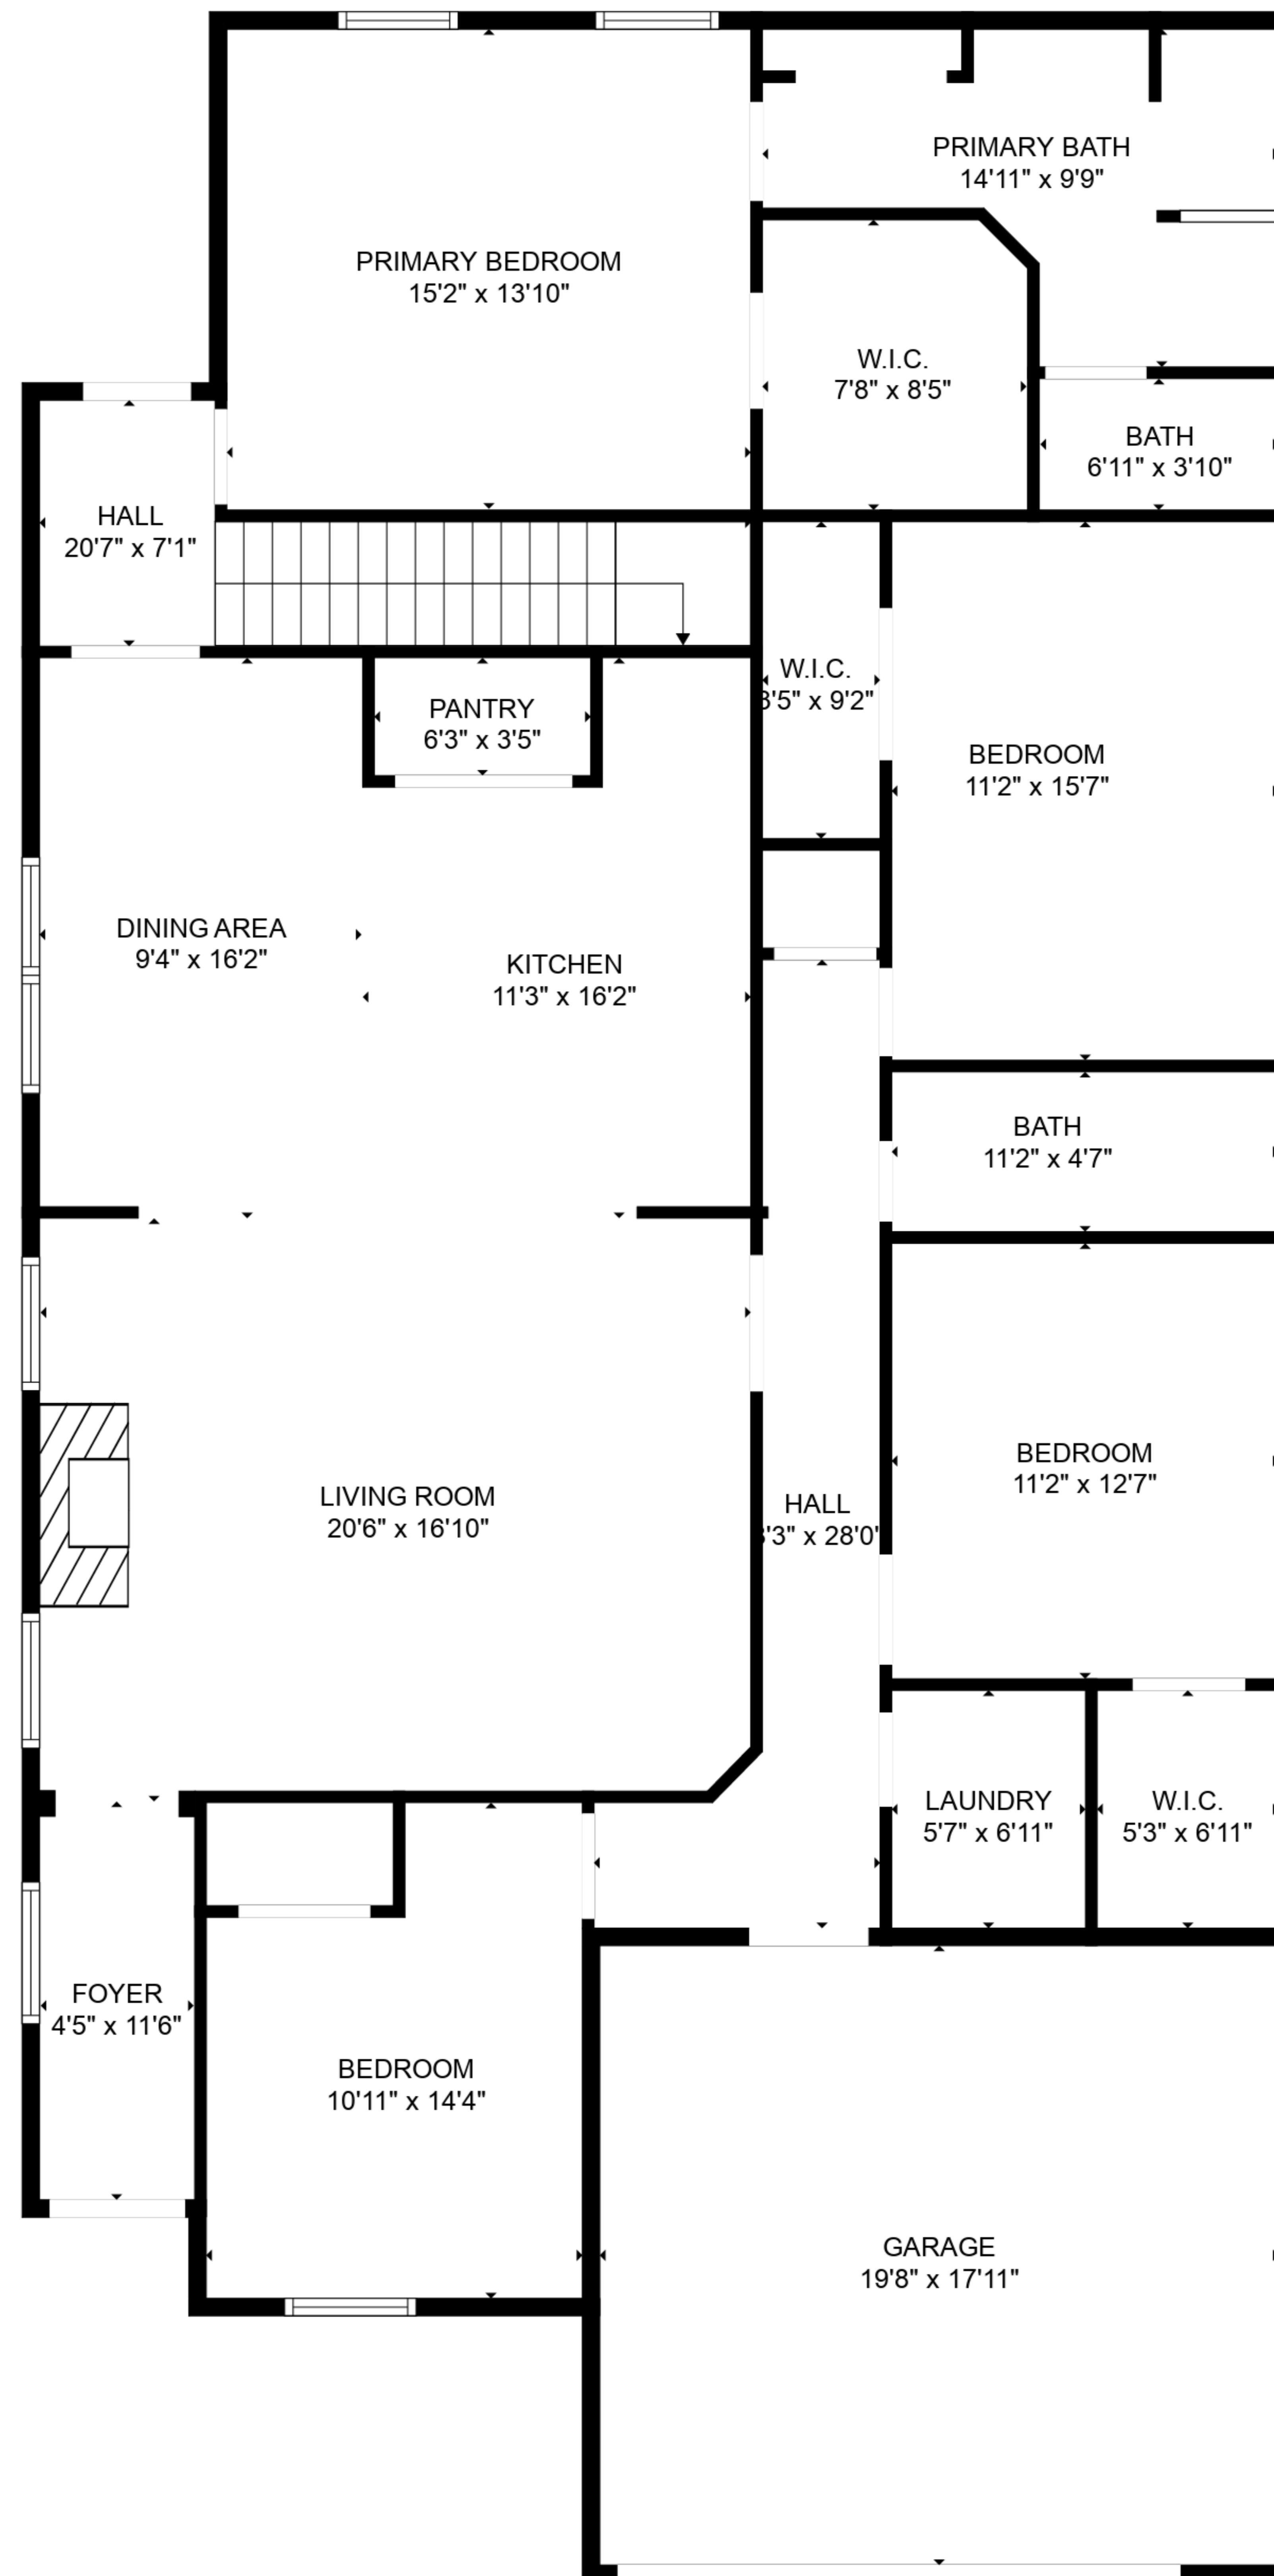 PRIMARY BATH
14'11" x 9'9"
PRIMARY BEDROOM
15'2" x 13'10"
W.I.C.
7'8" x 8'5"
BATH
6'11" x 3'10"
HALL
20'7" x 7'1"
W.I.C.
3'5" x 9'2"
PANTRY
6'3" x 3'5"
BEDROOM
11'2" x 15'7"
DINING AREA
9'4" x 16'2"
KITCHEN
11'3" x 16'2"
BATH
11'2" x 4'7"
BEDROOM
11'2" x 12'7"
LIVING ROOM
20'6" x 16'10"
HALL
x 28'0"
LAUNDRY
5'7" x 6'11"
W.I.C.
5'3" x 6'11"
FOYER
4'5" x 11'6"
BEDROOM
10'11" x 14'4"
GARAGE
19'8" x 17'11"